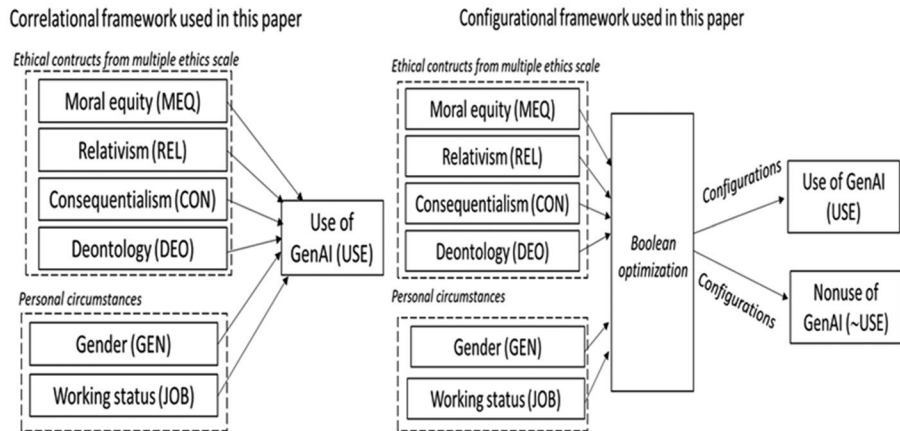 Correlational framework used in this paper
Ethical contructs from multiple ethics scale
Moral equity (MEQ)
Relativism (REL)
Consequentialism (CON)
Deontology (DEO)
Personal circumstances
Gender (GEN)
Working status (JOB)
Use of
GenAI (USE)
Configurational framework used in this paper
Ethical contructs from multiple ethics scale
Moral equity (MEQ)
Relativism (REL)
Consequentialism (CON)
Deontology (DEO)
Personal circumstances
Gender (GEN)
Working status (JOB)
Boolean
optimization
Configurations
Configurations
Use of GenAI
(USE)
Nonuse of
GenAI (~USE)